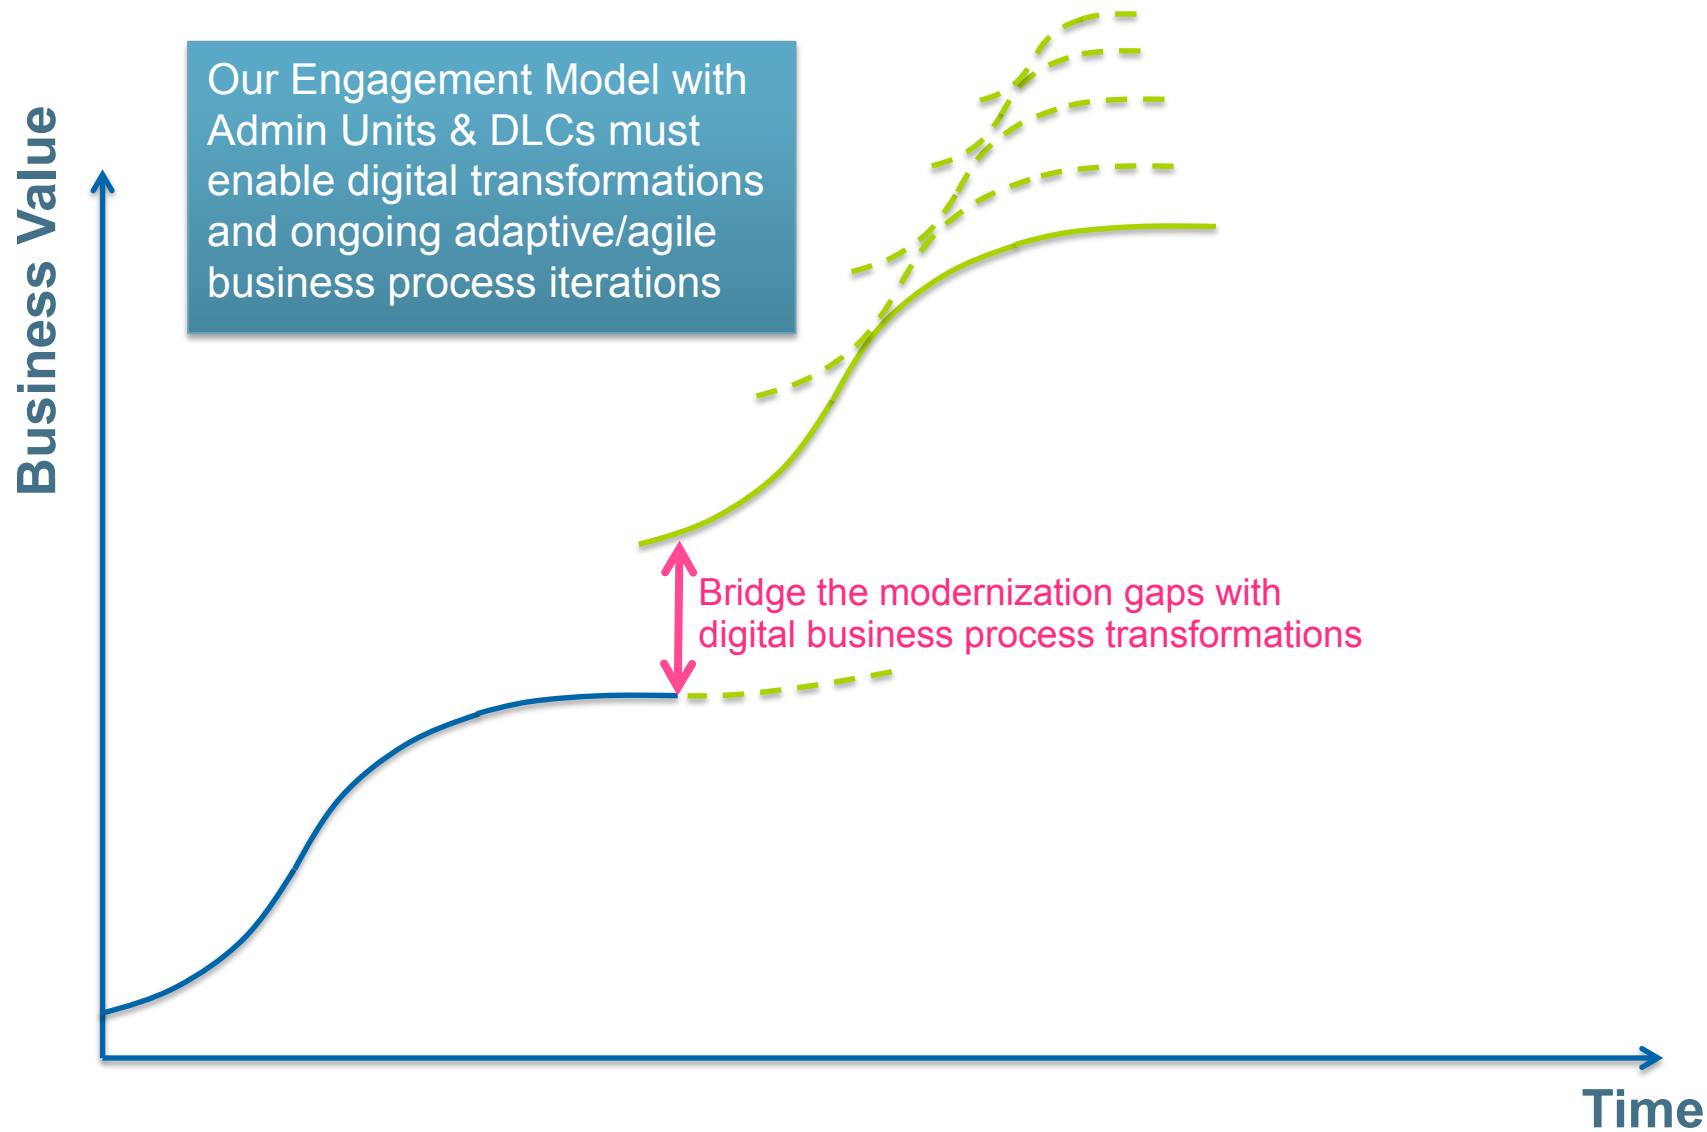 Our Engagement Model with
Admin Units & DLCs must
enable digital transformations
and ongoing adaptive/agile
business process iterations
Business Value
Bridge the modernization gaps with
digital business process transformations
Time